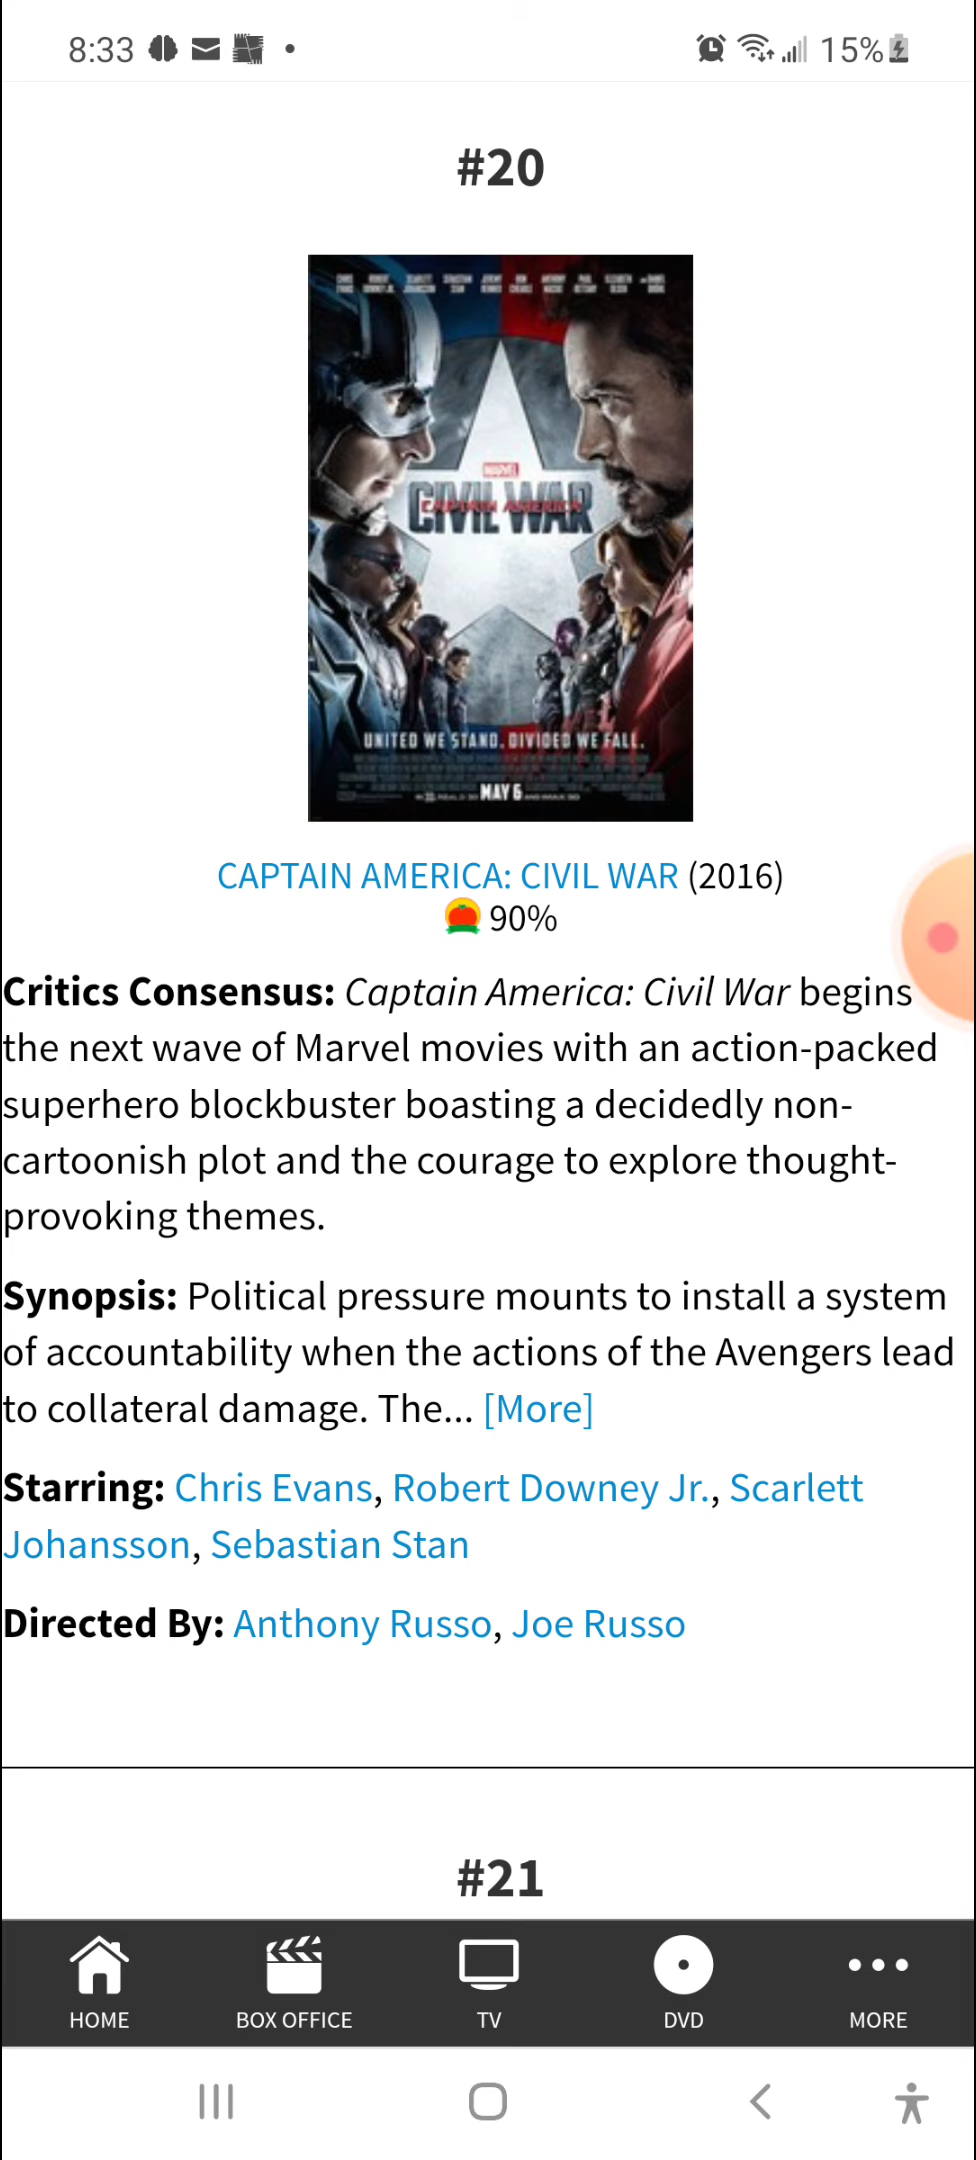 8:33
15%
#20
MARVEL
CIVIL WAR
CAPTAIN AMERICA
UNITED WE STAND. DIVIDED WE FALL.
MAY 6
CAPTAIN AMERICA: CIVIL WAR (2016)
90%
Critics Consensus: Captain America: Civil War begins
the next wave of Marvel movies with an action-packed
superhero blockbuster boasting a decidedly non-
cartoonish plot and the courage to explore thought-
provoking themes.
Synopsis: Political pressure mounts to install a system
of accountability when the actions of the Avengers lead
to collateral damage. The... [More]
Starring: Chris Evans, Robert Downey Jr., Scarlett
Johansson, Sebastian Stan
Directed By: Anthony Russo, Joe Russo
#21
HOME BOX OFFICE TV DVD MORE